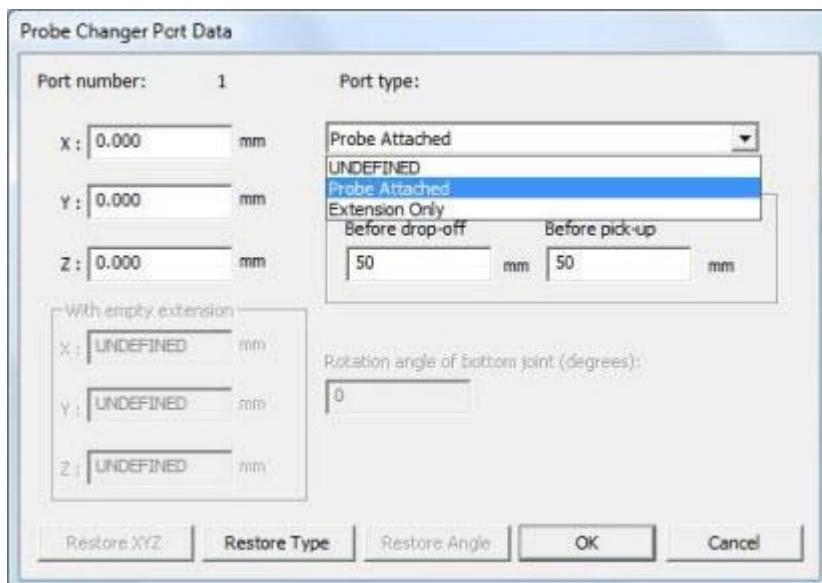 Probe Changer Port Data
Port number: 1 Port type:
X : 0.000 mm Probe Attached
UNDEFINED
Y : 0.000 mm Probe Attached
Extension Only
Before drop-off Before pick-up
Z : 0.000 mm 50 mm 50 mm
With empty extension
X : UNDEFINED mm Rotation angle of bottom joint (degrees):
Y : UNDEFINED mm 0
Z : UNDEFINED mm
Restore XYZ Restore Type Restore Angle OK Cancel